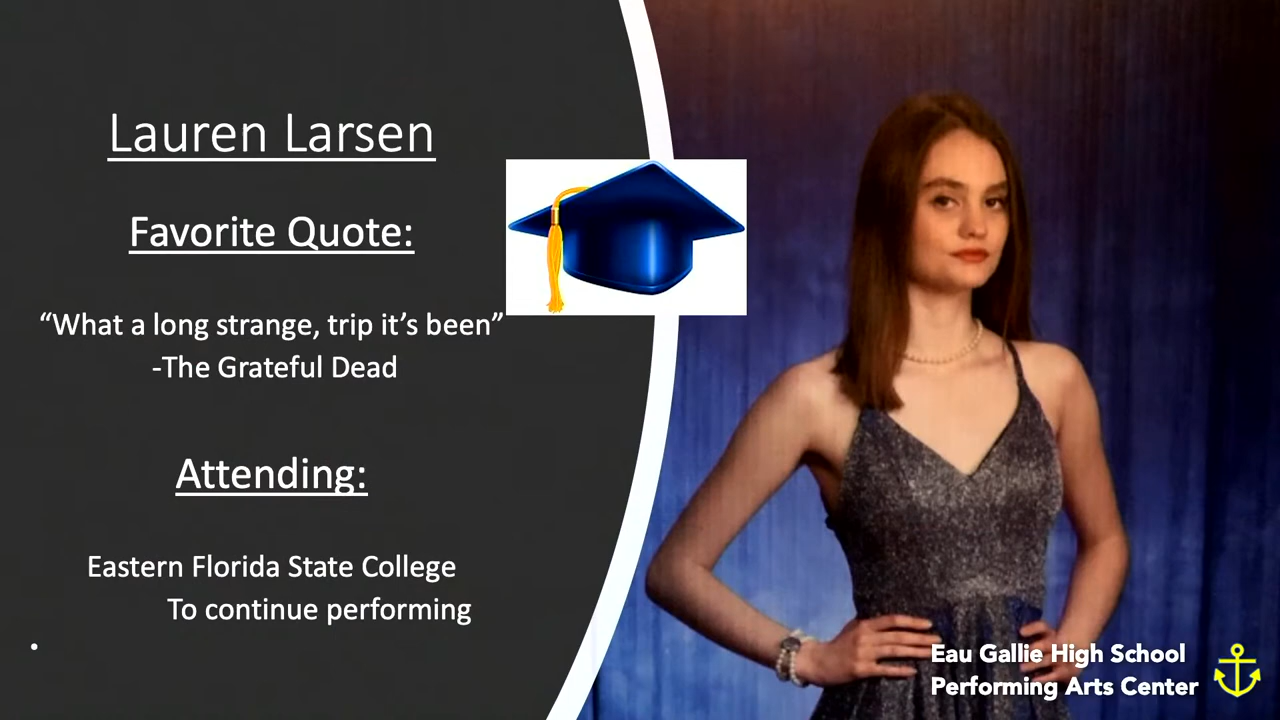 Lauren Larsen
Favorite Quote:
“What a long strange, trip it’s been”
-The Grateful Dead
Attending:
Eastern Florida State College
To continue performing
Eau Gallie High School
Performing Arts Center